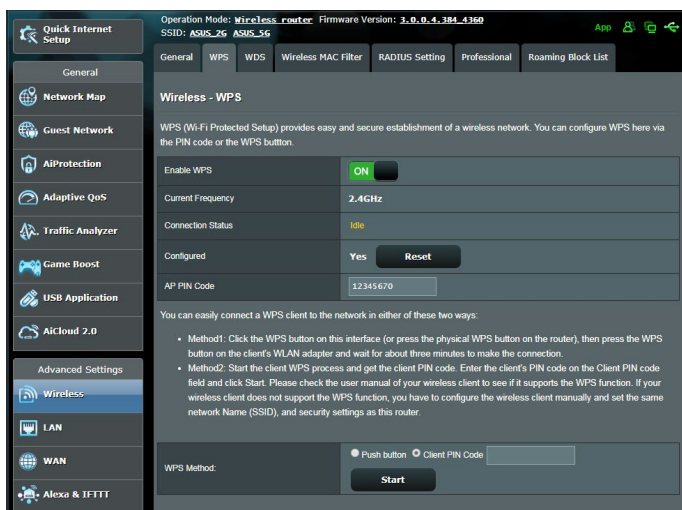 Quick Internet
Setup
Operation Mode: Wireless router Firmware Version: 3.0.0.4.384_4360
SSID: ASUS_2G ASUS_5G
App
General WPS WDS Wireless MAC Filter RADIUS Setting Professional Roaming Block List
General
Network Map
Guest Network
AiProtection
Adaptive QoS
Traffic Analyzer
Game Boost
USB Application
AiCloud 2.0
Advanced Settings
Wireless
LAN
WAN
Alexa & IFTTT
Wireless - WPS
WPS (Wi-Fi Protected Setup) provides easy and secure establishment of a wireless network. You can configure WPS here via
the PIN code or the WPS buttton.
Enable WPS ON
Current Frequency 2.4GHz
Connection Status Idle
Configured Yes Reset
AP PIN Code 12345670
You can easily connect a WPS client to the network in either of these two ways:
• Method1: Click the WPS button on this interface (or press the physical WPS button on the router), then press the WPS
button on the client's WLAN adapter and wait for about three minutes to make the connection.
• Method2: Start the client WPS process and get the client PIN code. Enter the client's PIN code on the Client PIN code
field and click Start. Please check the user manual of your wireless client to see if it supports the WPS function. If your
wireless client does not support the WPS function, you have to configure the wireless client manually and set the same
network Name (SSID), and security settings as this router.
WPS Method: Push button Client PIN Code
Start